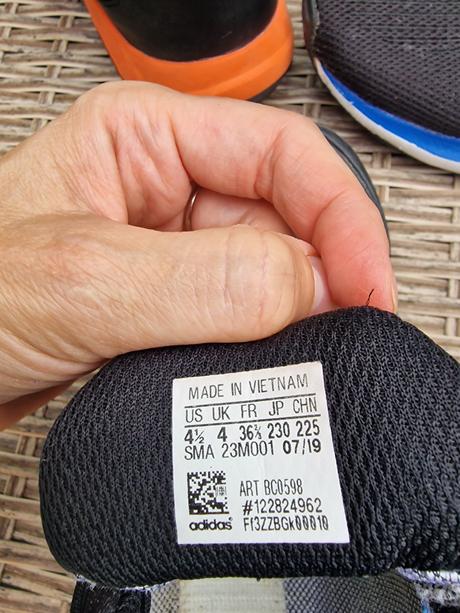 MADE IN VIETNAM
US UK FR JP CHN
4½ 4 36⅔ 230 225
SMA 23M001 07/19
ART BC0598
#122824962
adidas® Ff3ZZBGk00010